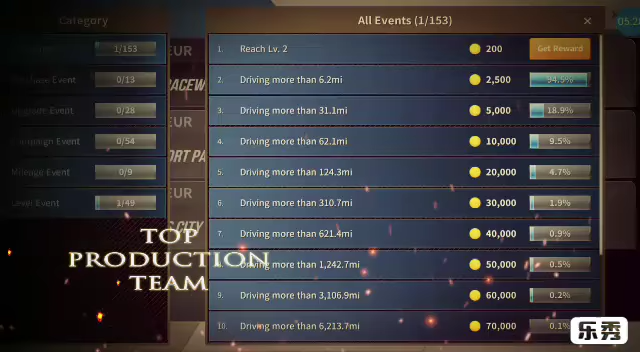 Category
All Events (1/153)
×
05:28
1/153
0/13
0/28
0/54
Mileage Event 0/9
Level Event 1/49
EUR
RACEW
EUR
ORT PA
EUR
CITY
1. Reach Lv. 2 200 Get Reward
2. Driving more than 6.2mi 2,500 94.5%
3. Driving more than 31.1mi 5,000 18.9%
4. Driving more than 62.1mi 10,000 9.5%
5. Driving more than 124.3mi 20,000 4.7%
6. Driving more than 310.7mi 30,000 1.9%
7. Driving more than 621.4mi 40,000 0.9%
8. Driving more than 1,242.7mi 50,000 0.5%
9. Driving more than 3,106.9mi 60,000 0.2%
10. Driving more than 6,213.7mi 70,000 0.1%
TOP
PRODUCTION
TEAM
乐秀